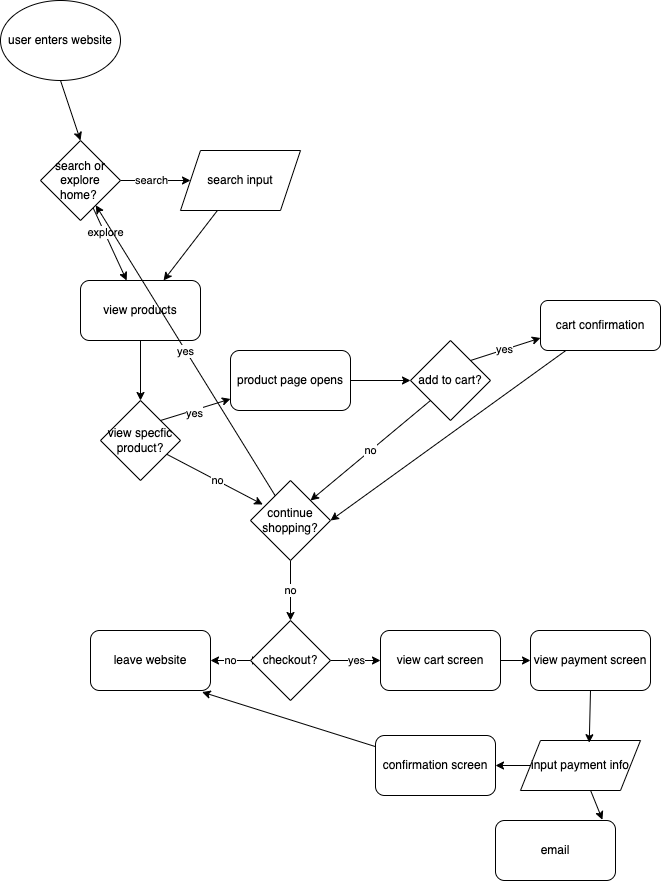 user enters website
search or
explore
home?
search
search input
explore
view products
cart confirmation
yes
yes
product page opens
add to cart?
yes
view specfic
product?
no
no
continue
shopping?
no
leave website
no
checkout?
yes
view cart screen
view payment screen
confirmation screen
input payment info
email